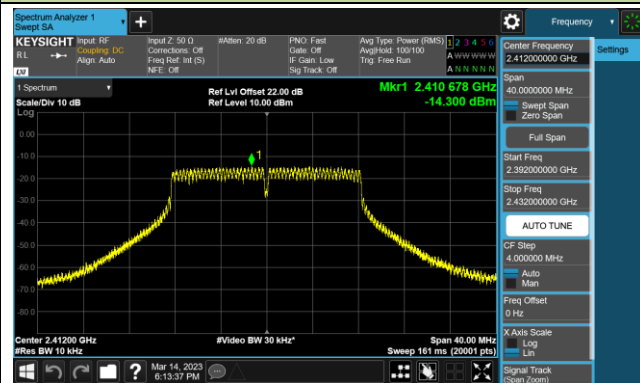 Spectrum Analyzer 1
Swept SA
Frequency
KEYSIGHT
RL
LXI
Input: RF
Coupling: DC
Align: Auto
Input Z: 50 Ω
Corrections: Off
Freq Ref: Int (S)
NFE: Off
#Atten: 20 dB
PNO: Fast
Gate: Off
IF Gain: Low
Sig Track: Off
Avg Type: Power (RMS)
Avg|Hold: 100/100
Trig: Free Run
1 2 3 4 5 6
A W W W W W
A N N N N N
1 Spectrum
Scale/Div 10 dB
Ref Lvl Offset 22.00 dB
Ref Level 10.00 dBm
Mkr1 2.410 678 GHz
-14.300 dBm
Log
0.00
-10.0
-20.0
-30.0
-40.0
-50.0
-60.0
-70.0
-80.0
1
Center 2.41200 GHz
#Res BW 10 kHz
#Video BW 30 kHz*
Span 40.00 MHz
Sweep 161 ms (20001 pts)
Mar 14, 2023
6:13:37 PM
Center Frequency
2.412000000 GHz
Settings
Span
40.0000000 MHz
Swept Span
Zero Span
Full Span
Start Freq
2.392000000 GHz
Stop Freq
2.432000000 GHz
AUTO TUNE
CF Step
4.000000 MHz
Auto
Man
Freq Offset
0 Hz
X Axis Scale
Log
Lin
Signal Track
(Span Zoom)